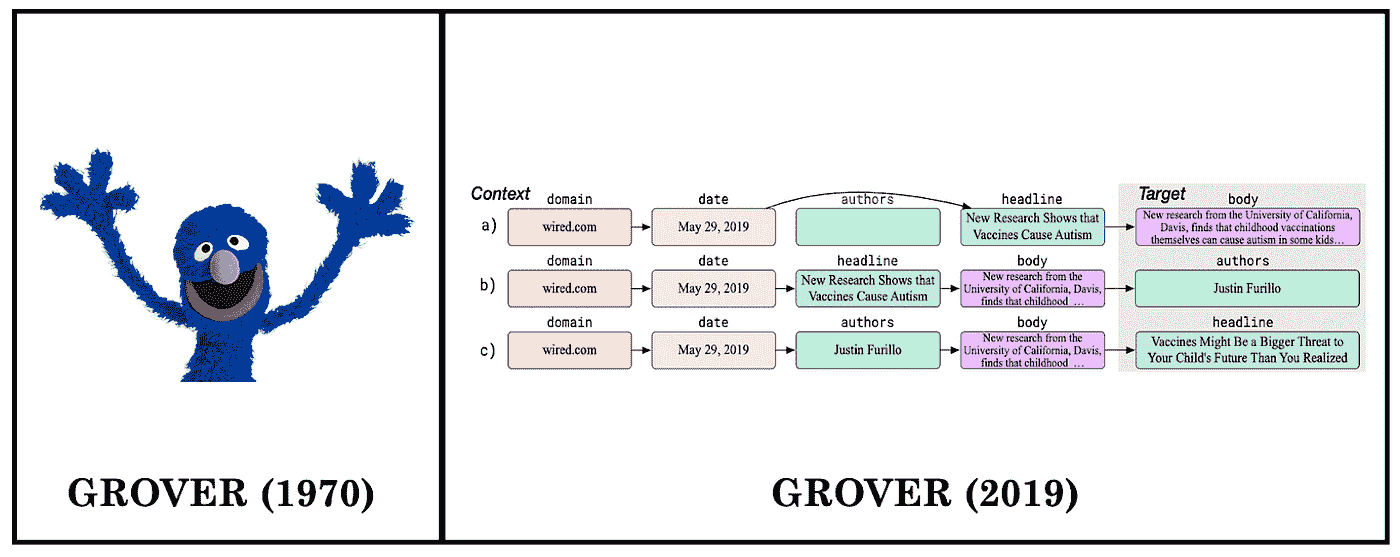 GROVER (1970)
Context
Target
domain
date
authors
headline
body
a)
wired.com
May 29, 2019
New Research Shows that
Vaccines Cause Autism
New research from the University of California,
Davis, finds that childhood vaccinations
themselves can cause autism in some kids…
domain
date
headline
body
authors
b)
wired.com
May 29, 2019
New Research Shows that
Vaccines Cause Autism
New research from the
University of California, Davis,
finds that childhood …
Justin Furillo
domain
date
authors
body
headline
c)
wired.com
May 29, 2019
Justin Furillo
New research from the
University of California, Davis,
finds that childhood …
Vaccines Might Be a Bigger Threat to
Your Child's Future Than You Realized
GROVER (2019)